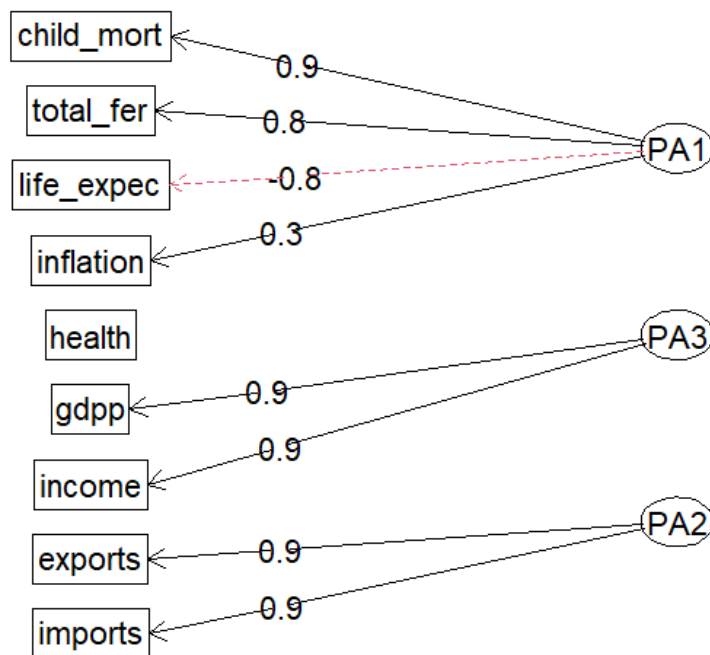 child_mort
0.9
total_fer
0.8
PA1
life_expec
-0.8
inflation
0.3
health
PA3
gdpp
0.9
income
0.9
exports
0.9
PA2
imports
0.9